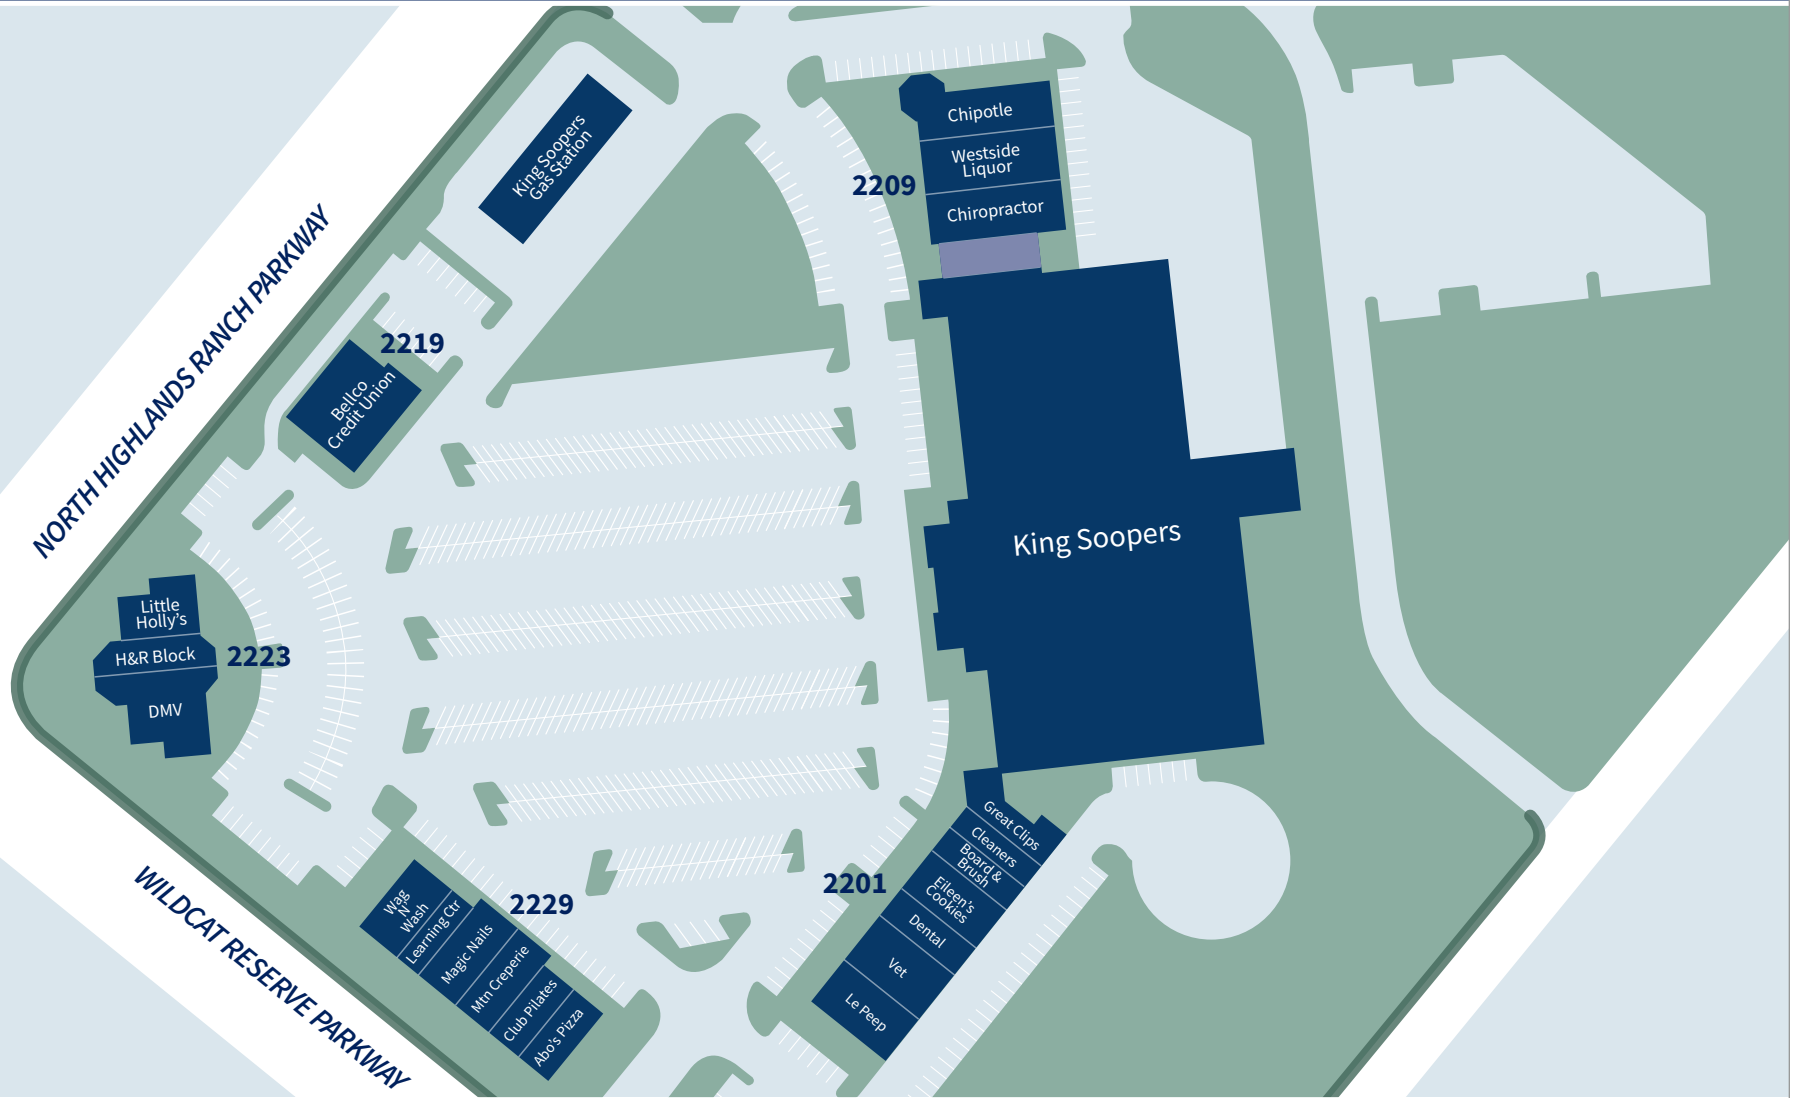 King Soopers
Gas Station
Chipotle
Westside
Liquor
Chiropractor
2209
NORTH HIGHLANDS RANCH PARKWAY
2219
Bellco
Credit Union
King Soopers
Little
Holly's
H&R Block
DMV
2223
WILDCAT RESERVE PARKWAY
2229
Wag
N'
Wash
Learning Ctr
Magic Nails
Mtn Creperie
Club Pilates
Abo's Pizza
2201
Great Clips
Cleaners
Board &
Brush
Eileen's
Cookies
Dental
Vet
Le Peep